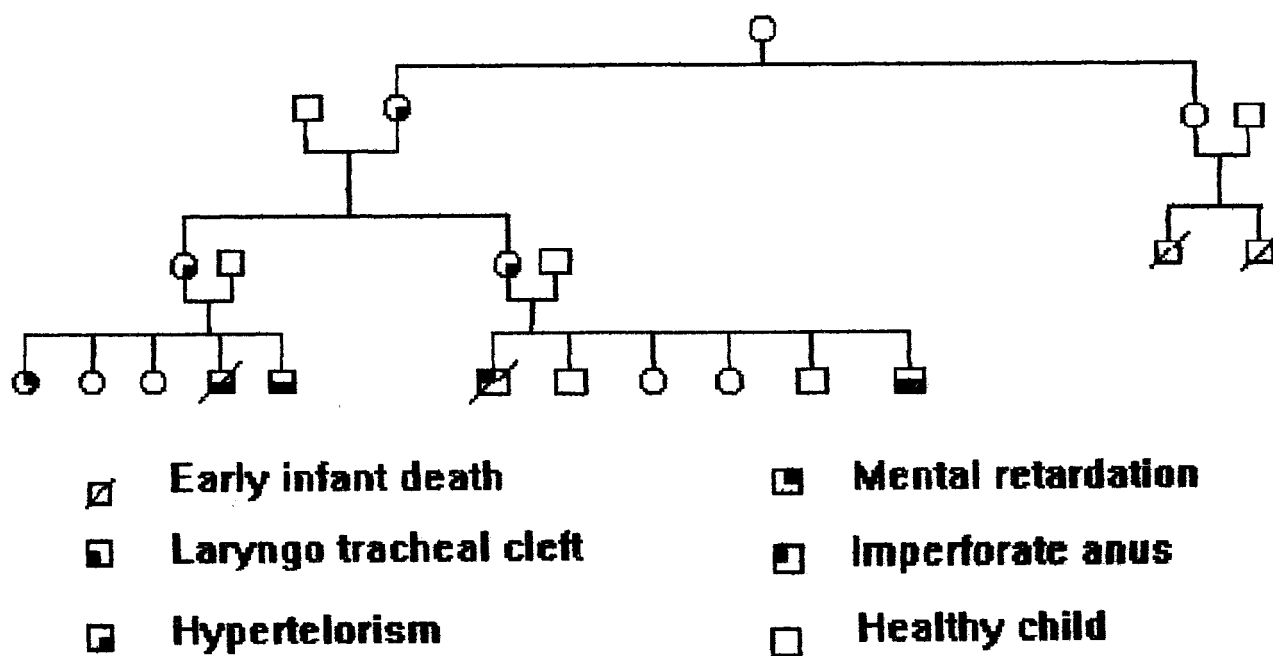 Early infant death
Laryngo tracheal cleft
Hypertelorism
Mental retardation
Imperforate anus
Healthy child